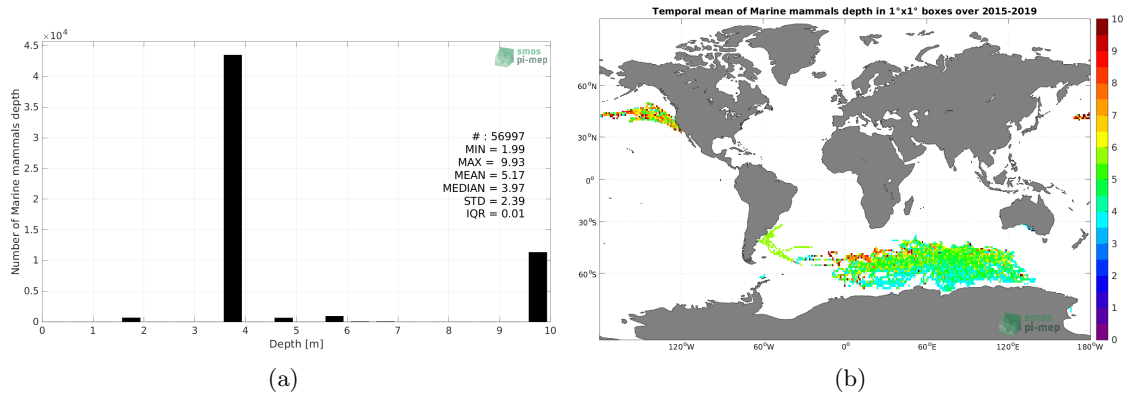 ×10⁴
4.5
4
3.5
3
2.5
2
1.5
1
0.5
0
Number of Marine mammals depth
0 1 2 3 4 5 6 7 8 9 10
Depth [m]
smos
pi-mep
# : 56997
MIN = 1.99
MAX = 9.93
MEAN = 5.17
MEDIAN = 3.97
STD = 2.39
IQR = 0.01
(a)
Temporal mean of Marine mammals depth in 1°x1° boxes over 2015-2019
60°N
30°N
0°
30°S
60°S
120°W 60°W 0° 60°E 120°E 180°W
smos
pi-mep
10
9
8
7
6
5
4
3
2
1
0
(b)